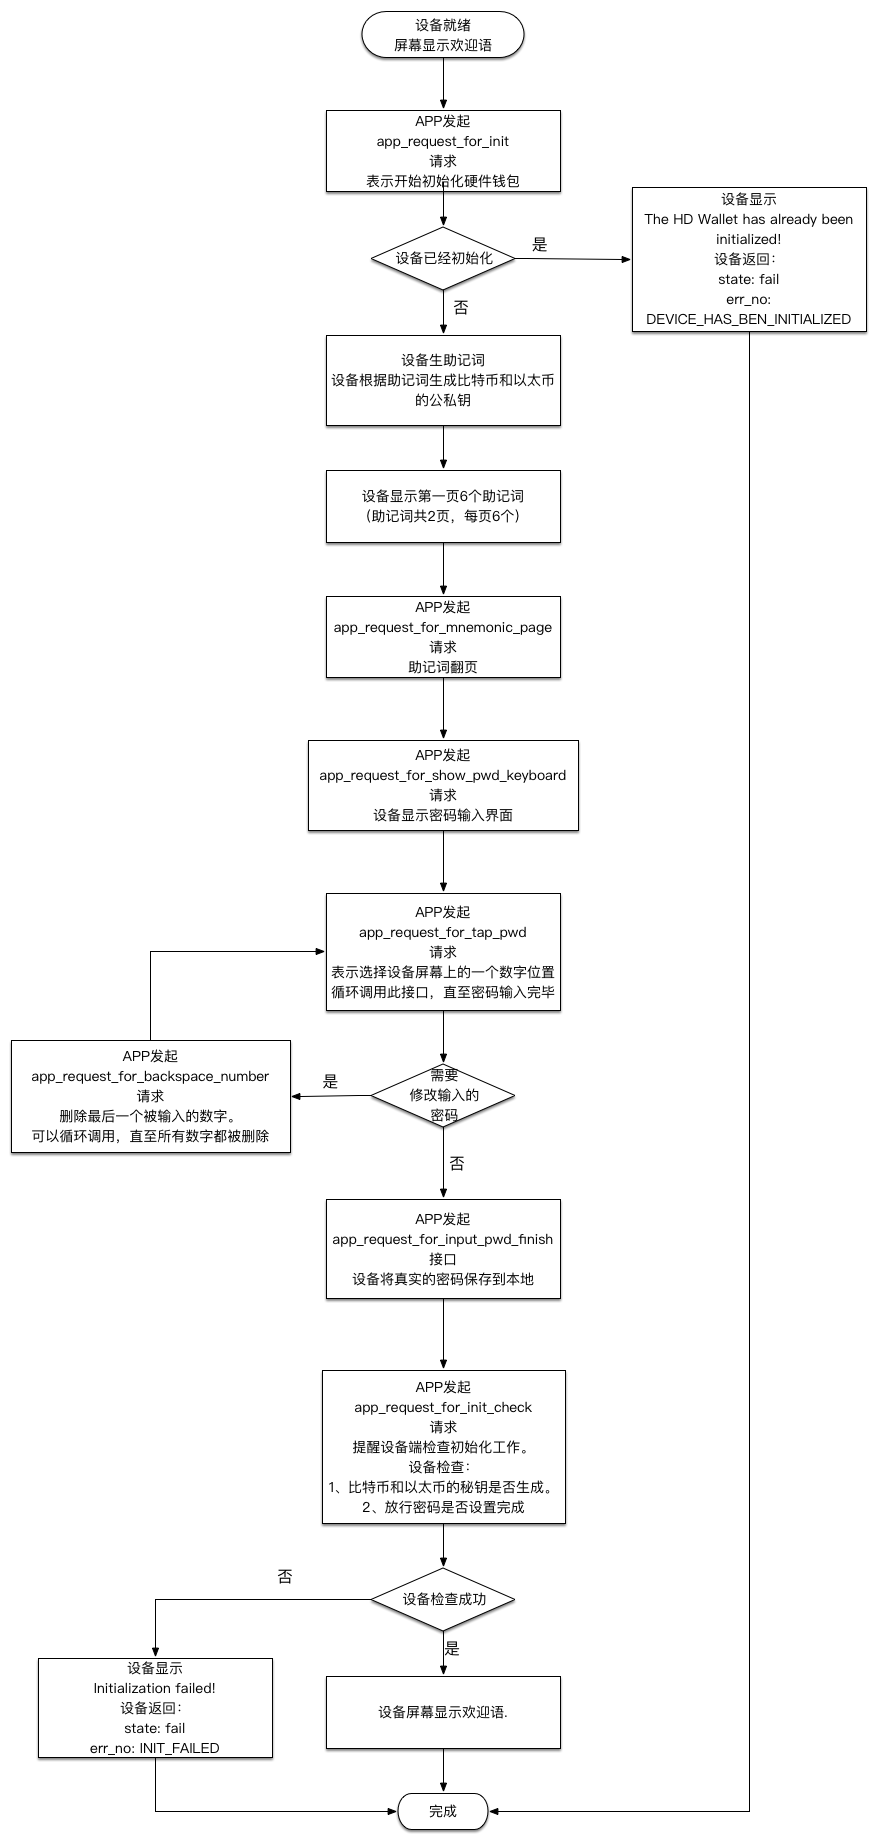 设备就绪
屏幕显示欢迎语
APP发起
app_request_for_init
请求
表示开始初始化硬件钱包
设备已经初始化
是
设备显示
The HD Wallet has already been
initialized!
设备返回：
state: fail
err_no:
DEVICE_HAS_BEN_INITIALIZED
否
设备生助记词
设备根据助记词生成比特币和以太币
的公私钥
设备显示第一页6个助记词
（助记词共2页，每页6个）
APP发起
app_request_for_mnemonic_page
请求
助记词翻页
APP发起
app_request_for_show_pwd_keyboard
请求
设备显示密码输入界面
APP发起
app_request_for_tap_pwd
请求
表示选择设备屏幕上的一个数字位置
循环调用此接口，直至密码输入完毕
需要
修改输入的
密码
是
APP发起
app_request_for_backspace_number
请求
删除最后一个被输入的数字。
可以循环调用，直至所有数字都被删除
否
APP发起
app_request_for_input_pwd_finish
接口
设备将真实的密码保存到本地
APP发起
app_request_for_init_check
请求
提醒设备端检查初始化工作。
设备检查：
1、比特币和以太币的秘钥是否生成。
2、放行密码是否设置完成
设备检查成功
否
设备显示
Initialization failed!
设备返回：
state: fail
err_no: INIT_FAILED
是
设备屏幕显示欢迎语.
完成